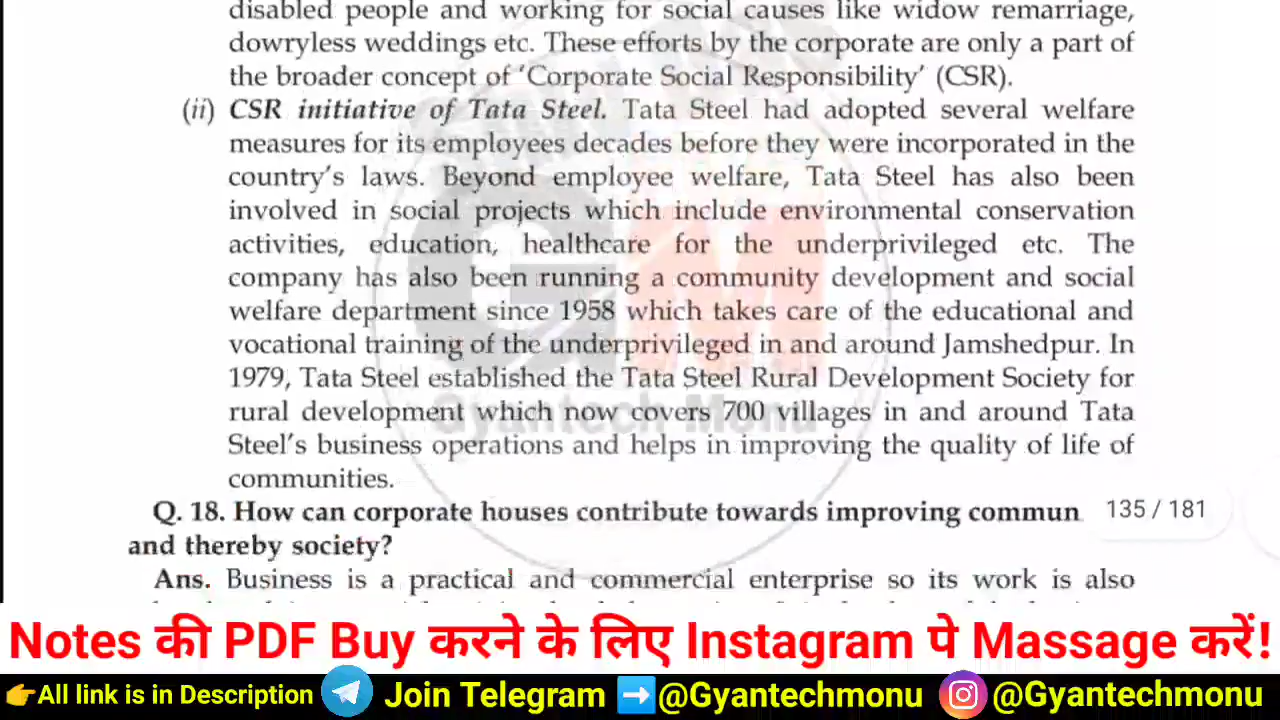 disabled people and working for social causes like widow remarriage,
dowryless weddings etc. These efforts by the corporate are only a part of
the broader concept of ‘Corporate Social Responsibility’ (CSR).
(ii) CSR initiative of Tata Steel. Tata Steel had adopted several welfare
measures for its employees decades before they were incorporated in the
country’s laws. Beyond employee welfare, Tata Steel has also been
involved in social projects which include environmental conservation
activities, education, healthcare for the underprivileged etc. The
company has also been running a community development and social
welfare department since 1958 which takes care of the educational and
vocational training of the underprivileged in and around Jamshedpur. In
1979, Tata Steel established the Tata Steel Rural Development Society for
rural development which now covers 700 villages in and around Tata
Steel’s business operations and helps in improving the quality of life of
communities.
Q. 18. How can corporate houses contribute towards improving commun
135 / 181
and thereby society?
Ans. Business is a practical and commercial enterprise so its work is also
GM
Gyantech Monu
Notes की PDF Buy करने के लिए Instagram पे Massage करें!
👉All link is in Description Join Telegram ➡@Gyantechmonu @Gyantechmonu